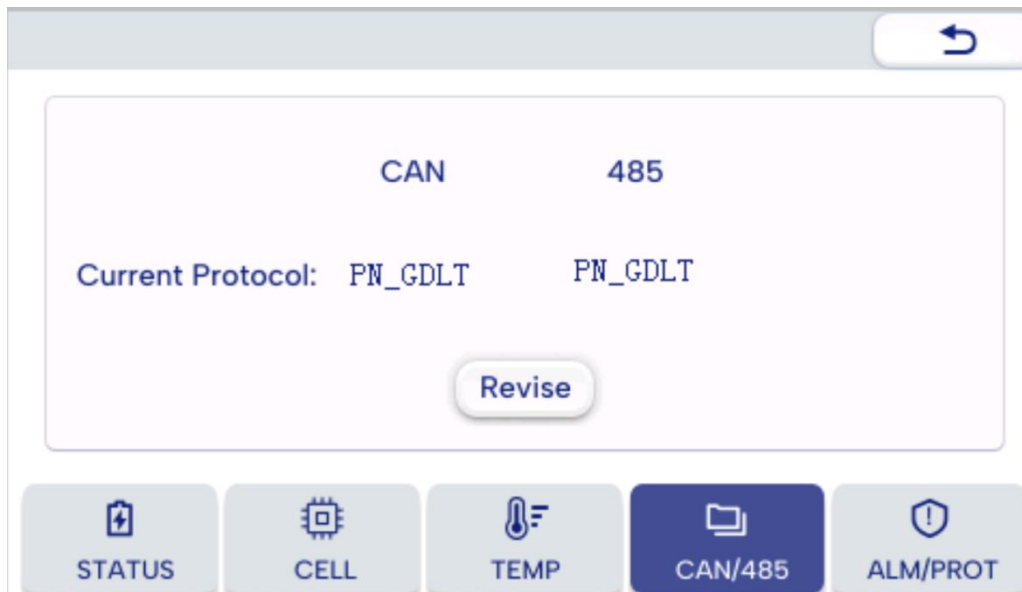 CAN 485
Current Protocol: PN_GDLT PN_GDLT
Revise
STATUS CELL TEMP CAN/485 ALM/PROT